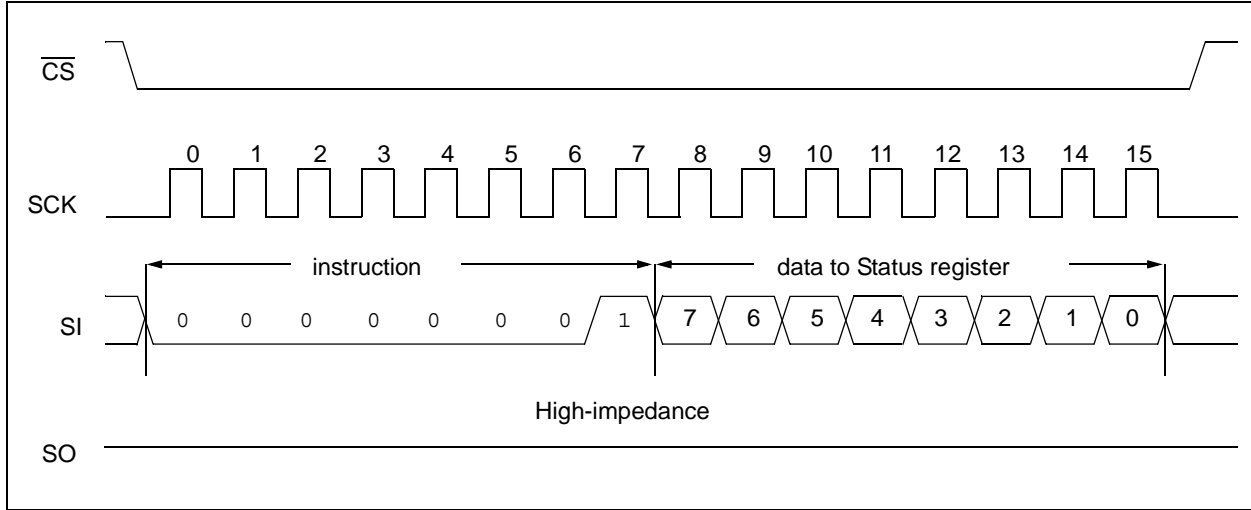 CS
0 1 2 3 4 5 6 7 8 9 10 11 12 13 14 15
SCK
instruction data to Status register
SI 0 0 0 0 0 0 0 1 7 6 5 4 3 2 1 0
High-impedance
SO